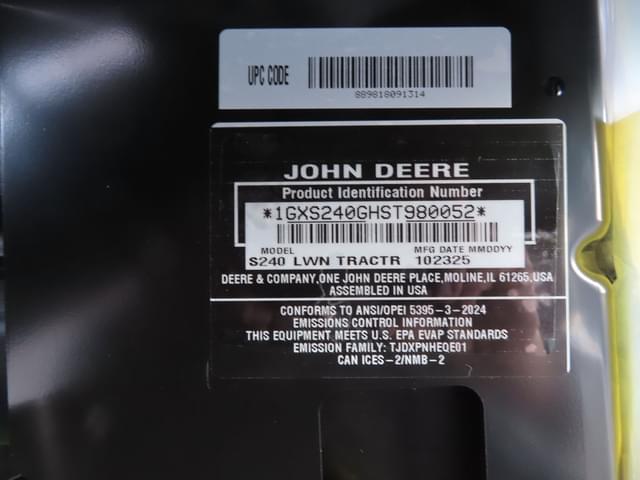 UPC CODE
889818091314
JOHN DEERE
Product Identification Number
*1GXS240GHST980052*
MODEL MFG DATE MMDDYY
S240 LWN TRACTR 102325
DEERE & COMPANY,ONE JOHN DEERE PLACE,MOLINE,IL 61265,USA
ASSEMBLED IN USA
CONFORMS TO ANSI/OPEI 5395-3-2024
EMISSIONS CONTROL INFORMATION
THIS EQUIPMENT MEETS U.S. EPA EVAP STANDARDS
EMISSION FAMILY: TJDXPNHEQE01
CAN ICES-2/NMB-2